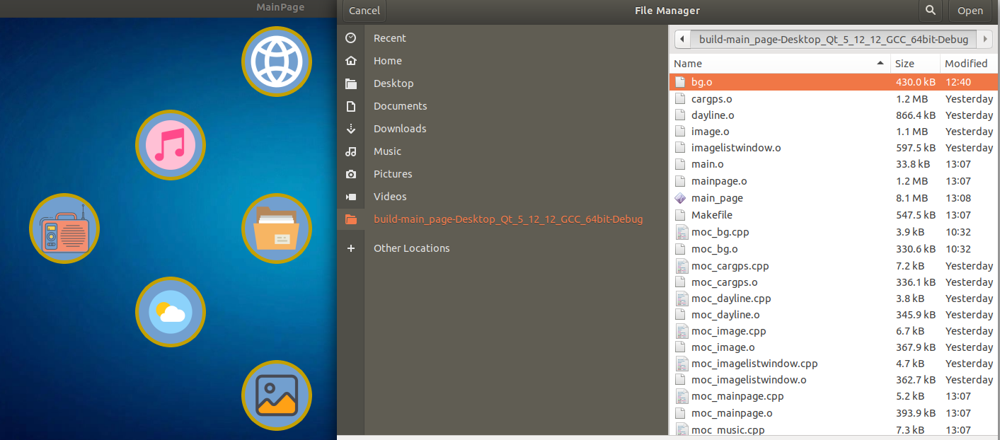 MainPage
Cancel
File Manager
Open
Recent
Home
Desktop
Documents
Downloads
Music
Pictures
Videos
build-main_page-Desktop_Qt_5_12_12_GCC_64bit-Debug
Other Locations
build-main_page-Desktop_Qt_5_12_12_GCC_64bit-Debug
Name Size Modified
bg.o 430.0 kB 12:40
cargps.o 1.2 MB Yesterday
dayline.o 866.4 kB Yesterday
image.o 1.1 MB Yesterday
imagelistwindow.o 597.5 kB Yesterday
main.o 33.8 kB 13:07
mainpage.o 1.2 MB 13:07
main_page 8.1 MB 13:08
Makefile 547.5 kB 13:07
moc_bg.cpp 3.9 kB 10:32
moc_bg.o 330.6 kB 10:32
moc_cargps.cpp 7.2 kB Yesterday
moc_cargps.o 336.1 kB Yesterday
moc_dayline.cpp 3.8 kB Yesterday
moc_dayline.o 345.9 kB Yesterday
moc_image.cpp 6.7 kB Yesterday
moc_image.o 367.9 kB Yesterday
moc_imagelistwindow.cpp 4.7 kB Yesterday
moc_imagelistwindow.o 362.7 kB Yesterday
moc_mainpage.cpp 5.2 kB 13:07
moc_mainpage.o 393.9 kB 13:07
moc_music.cpp 7.3 kB 13:07